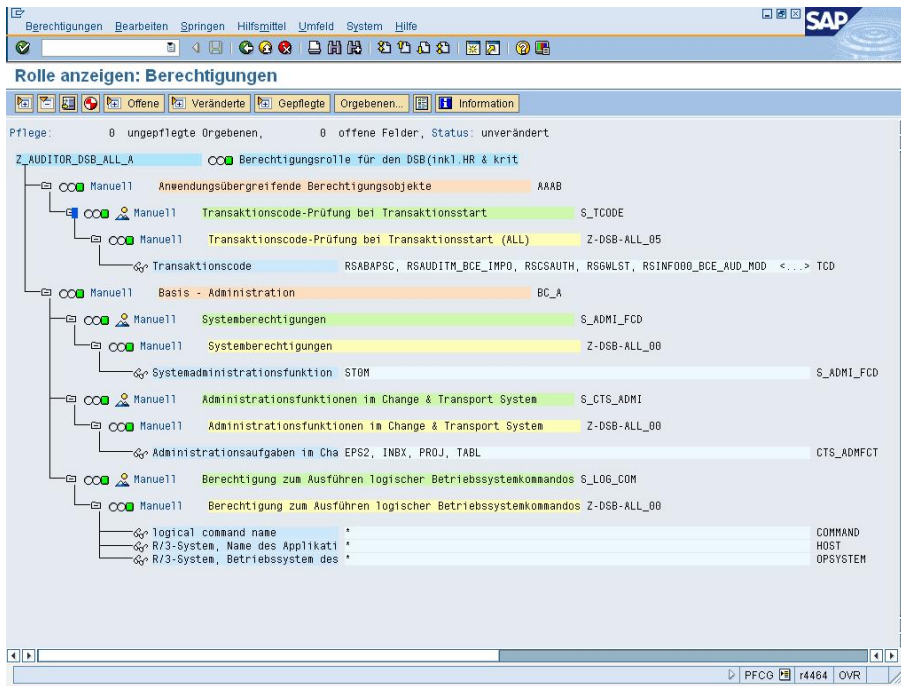 Berechtigungen Bearbeiten Springen Hilfsmittel Umfeld System Hilfe
SAP
Rolle anzeigen: Berechtigungen
Offene Veränderte Gepflegte Orgebenen... Information
Pflege: 0 ungepflegte Orgebenen, 0 offene Felder, Status: unverändert
Z_AUDITOR_DSB_ALL_A Berechtigungsrolle für den DSB(inkl.HR & krit
Manuell Anwendungsübergreifende Berechtigungsobjekte AAAB
Manuell Transaktionscode-Prüfung bei Transaktionsstart S_TCODE
Manuell Transaktionscode-Prüfung bei Transaktionsstart (ALL) Z-DSB-ALL_05
Transaktionscode RSABAPSC, RSAUDITM_BCE_IMPO, RSCSAUTH, RSGWLST, RSINFO00_BCE_AUD_MOD <...> TCD
Manuell Basis - Administration BC_A
Manuell Systemberechtigungen S_ADMI_FCD
Manuell Systemberechtigungen Z-DSB-ALL_00
Systemadministrationsfunktion ST0M S_ADMI_FCD
Manuell Administrationsfunktionen im Change & Transport System S_CTS_ADMI
Manuell Administrationsfunktionen im Change & Transport System Z-DSB-ALL_00
Administrationsaufgaben im Cha EPS2, INBX, PROJ, TABL CTS_ADMFCT
Manuell Berechtigung zum Ausführen logischer Betriebssystemkommandos S_LOG_COM
Manuell Berechtigung zum Ausführen logischer Betriebssystemkommandos Z-DSB-ALL_00
logical command name * COMMAND
R/3-System, Name des Applikati * HOST
R/3-System, Betriebssystem des * OPSYSTEM
PFCG r4464 OVR